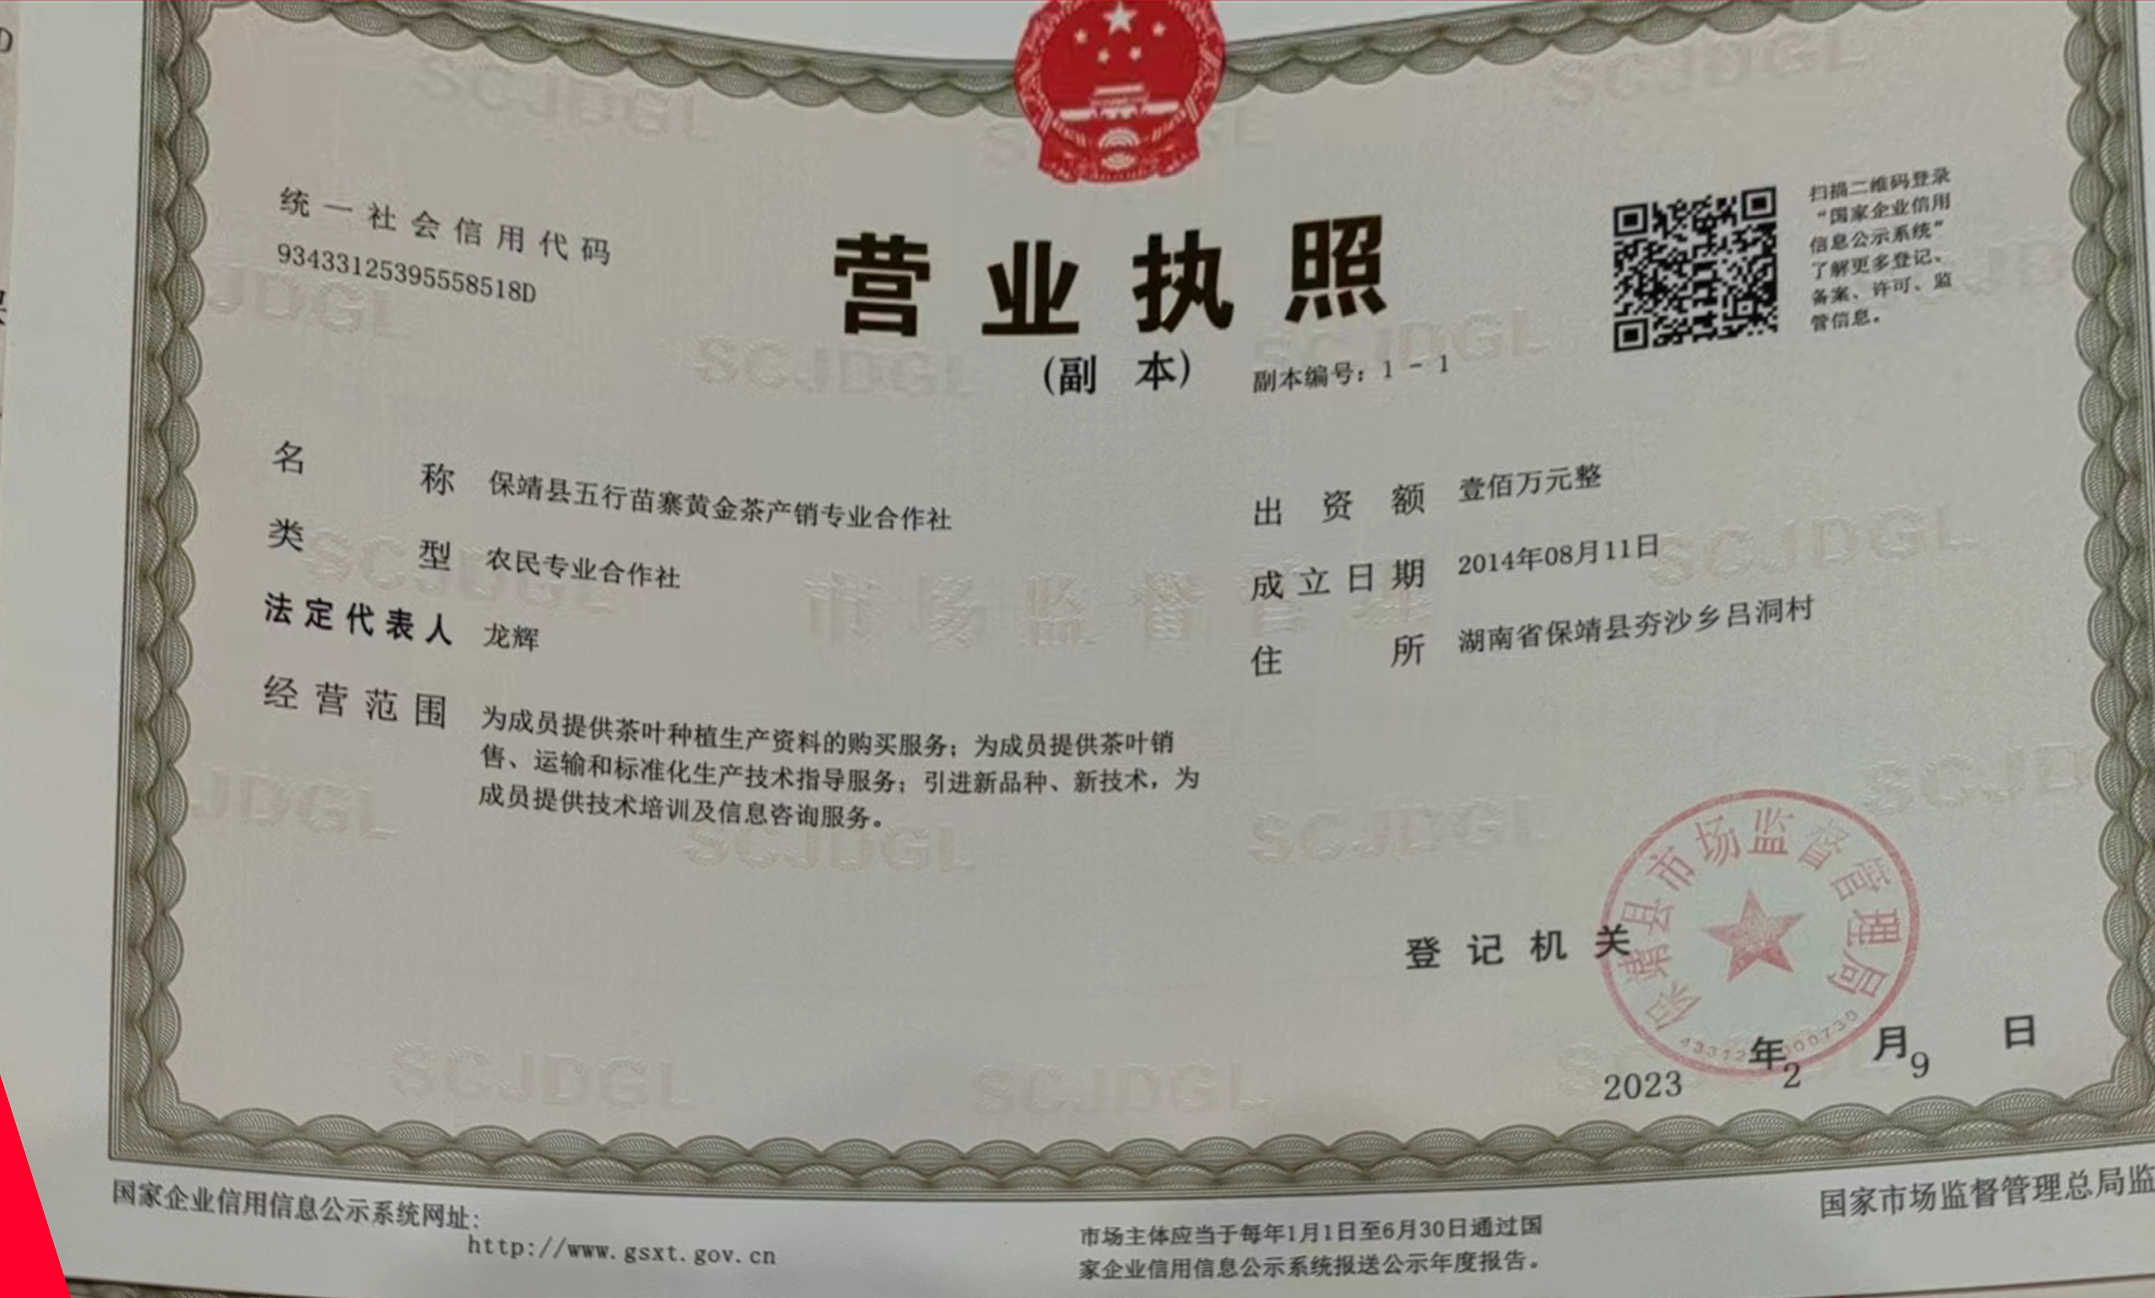 统一社会信用代码
93433125395558518D
营业执照
(副 本)
副本编号：1 - 1
扫描二维码登录
“国家企业信用
信息公示系统”
了解更多登记、
备案、许可、监
管信息。
名 称 保靖县五行苗寨黄金茶产销专业合作社
类 型 农民专业合作社
法定代表人 龙辉
经营范围 为成员提供茶叶种植生产资料的购买服务；为成员提供茶叶销
售、运输和标准化生产技术指导服务；引进新品种、新技术，为
成员提供技术培训及信息咨询服务。
出资额 壹佰万元整
成立日期 2014年08月11日
住 所 湖南省保靖县夯沙乡吕洞村
市场监督管理
SCJDGL
登记机关
保靖县市场监督管理局
2023年2月9日
国家企业信用信息公示系统网址：
http://www.gsxt.gov.cn
市场主体应当于每年1月1日至6月30日通过国
家企业信用信息公示系统报送公示年度报告。
国家市场监督管理总局监